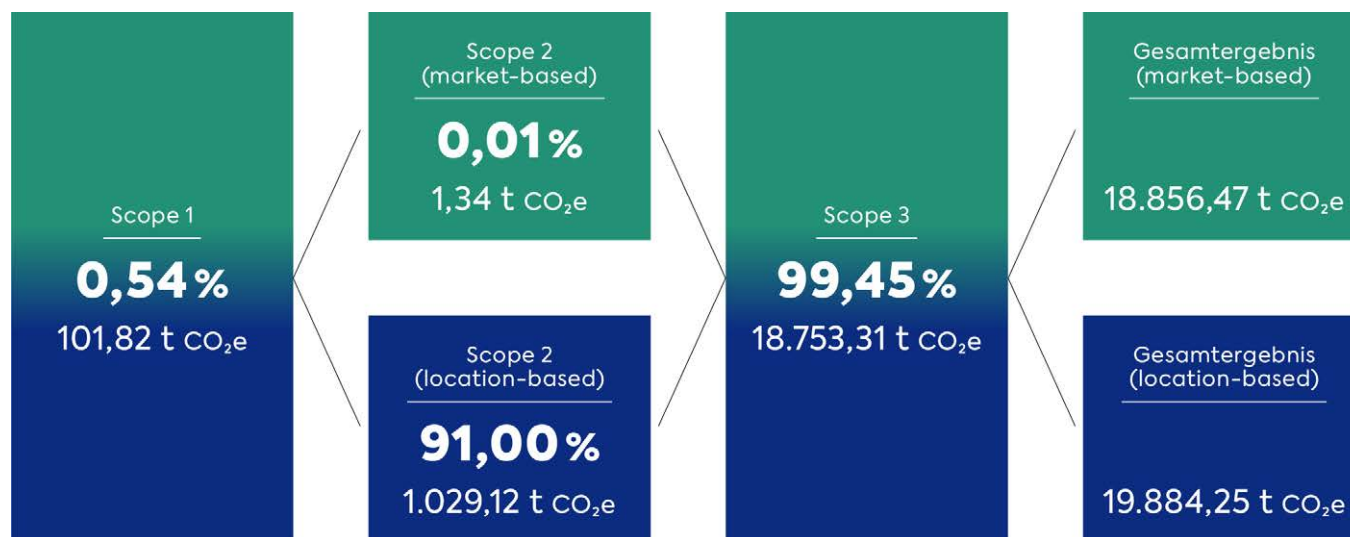 Scope 1
0,54 %
101,82 t CO₂e
Scope 2
(market-based)
0,01 %
1,34 t CO₂e
Scope 2
(location-based)
91,00 %
1.029,12 t CO₂e
Scope 3
99,45 %
18.753,31 t CO₂e
Gesamtergebnis
(market-based)
18.856,47 t CO₂e
Gesamtergebnis
(location-based)
19.884,25 t CO₂e